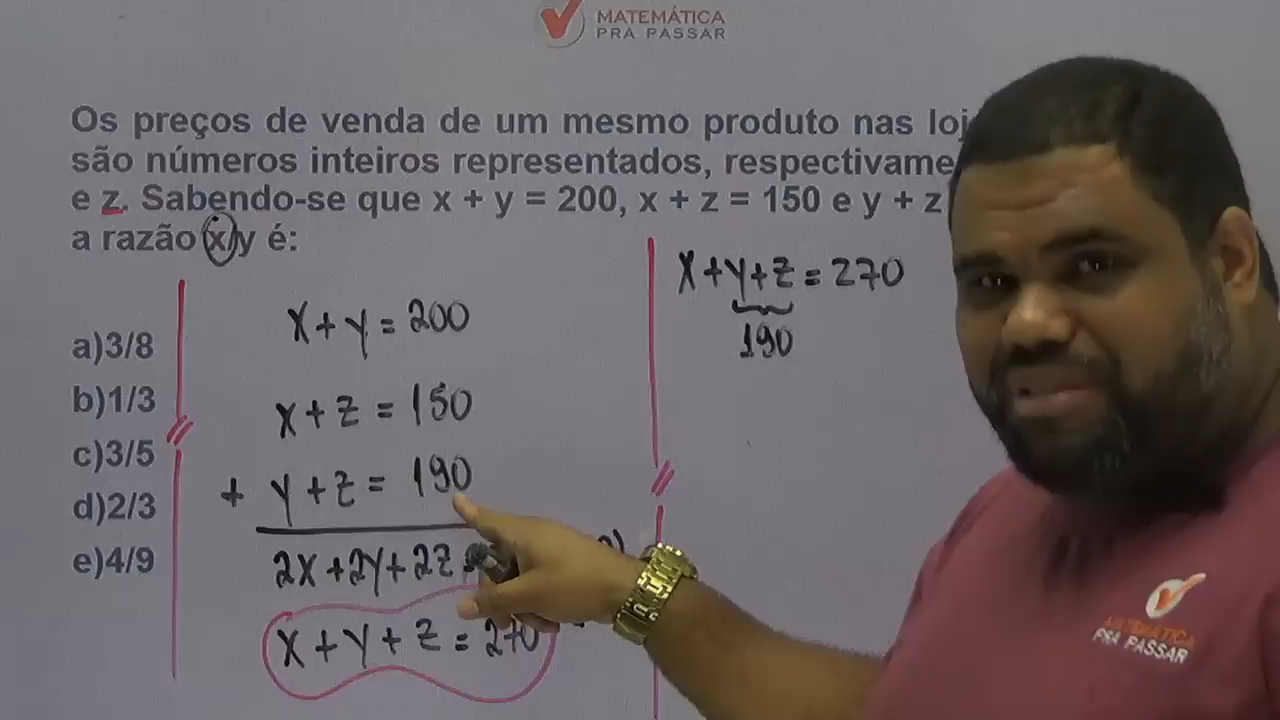 MATEMÁTICA
PRA PASSAR
Os preços de venda de um mesmo produto nas
são números inteiros representados,
e z. Sabendo-se que x + y = 200, x + z = 150 e y + z
a razão x/y é:
a)3/8
b)1/3
c)3/5
d)2/3
e)4/9
X+y=200
x+z=150
+ y+z=190
2X+2y+2z
X+y+z=270
X+y+z=270
190
MATEMÁTICA
PRA PASSAR